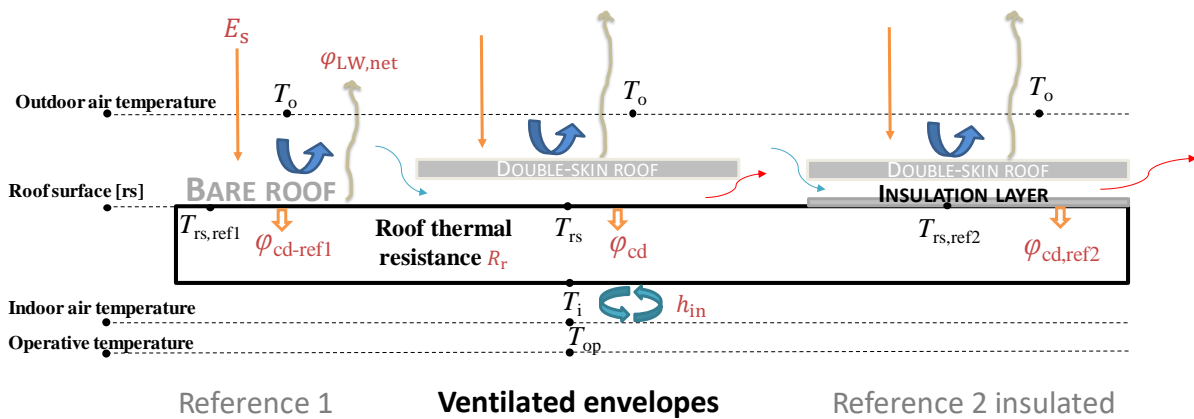 E_s
φ_LW,net
Outdoor air temperature
T_o
T_o
T_o
DOUBLE-SKIN ROOF
DOUBLE-SKIN ROOF
Roof surface [rs]
BARE ROOF
INSULATION LAYER
T_rs,ref1
φ_cd-ref1
Roof thermal
resistance R_r
T_rs
φ_cd
T_rs,ref2
φ_cd,ref2
Indoor air temperature
T_i
h_in
Operative temperature
T_op
Reference 1
Ventilated envelopes
Reference 2 insulated